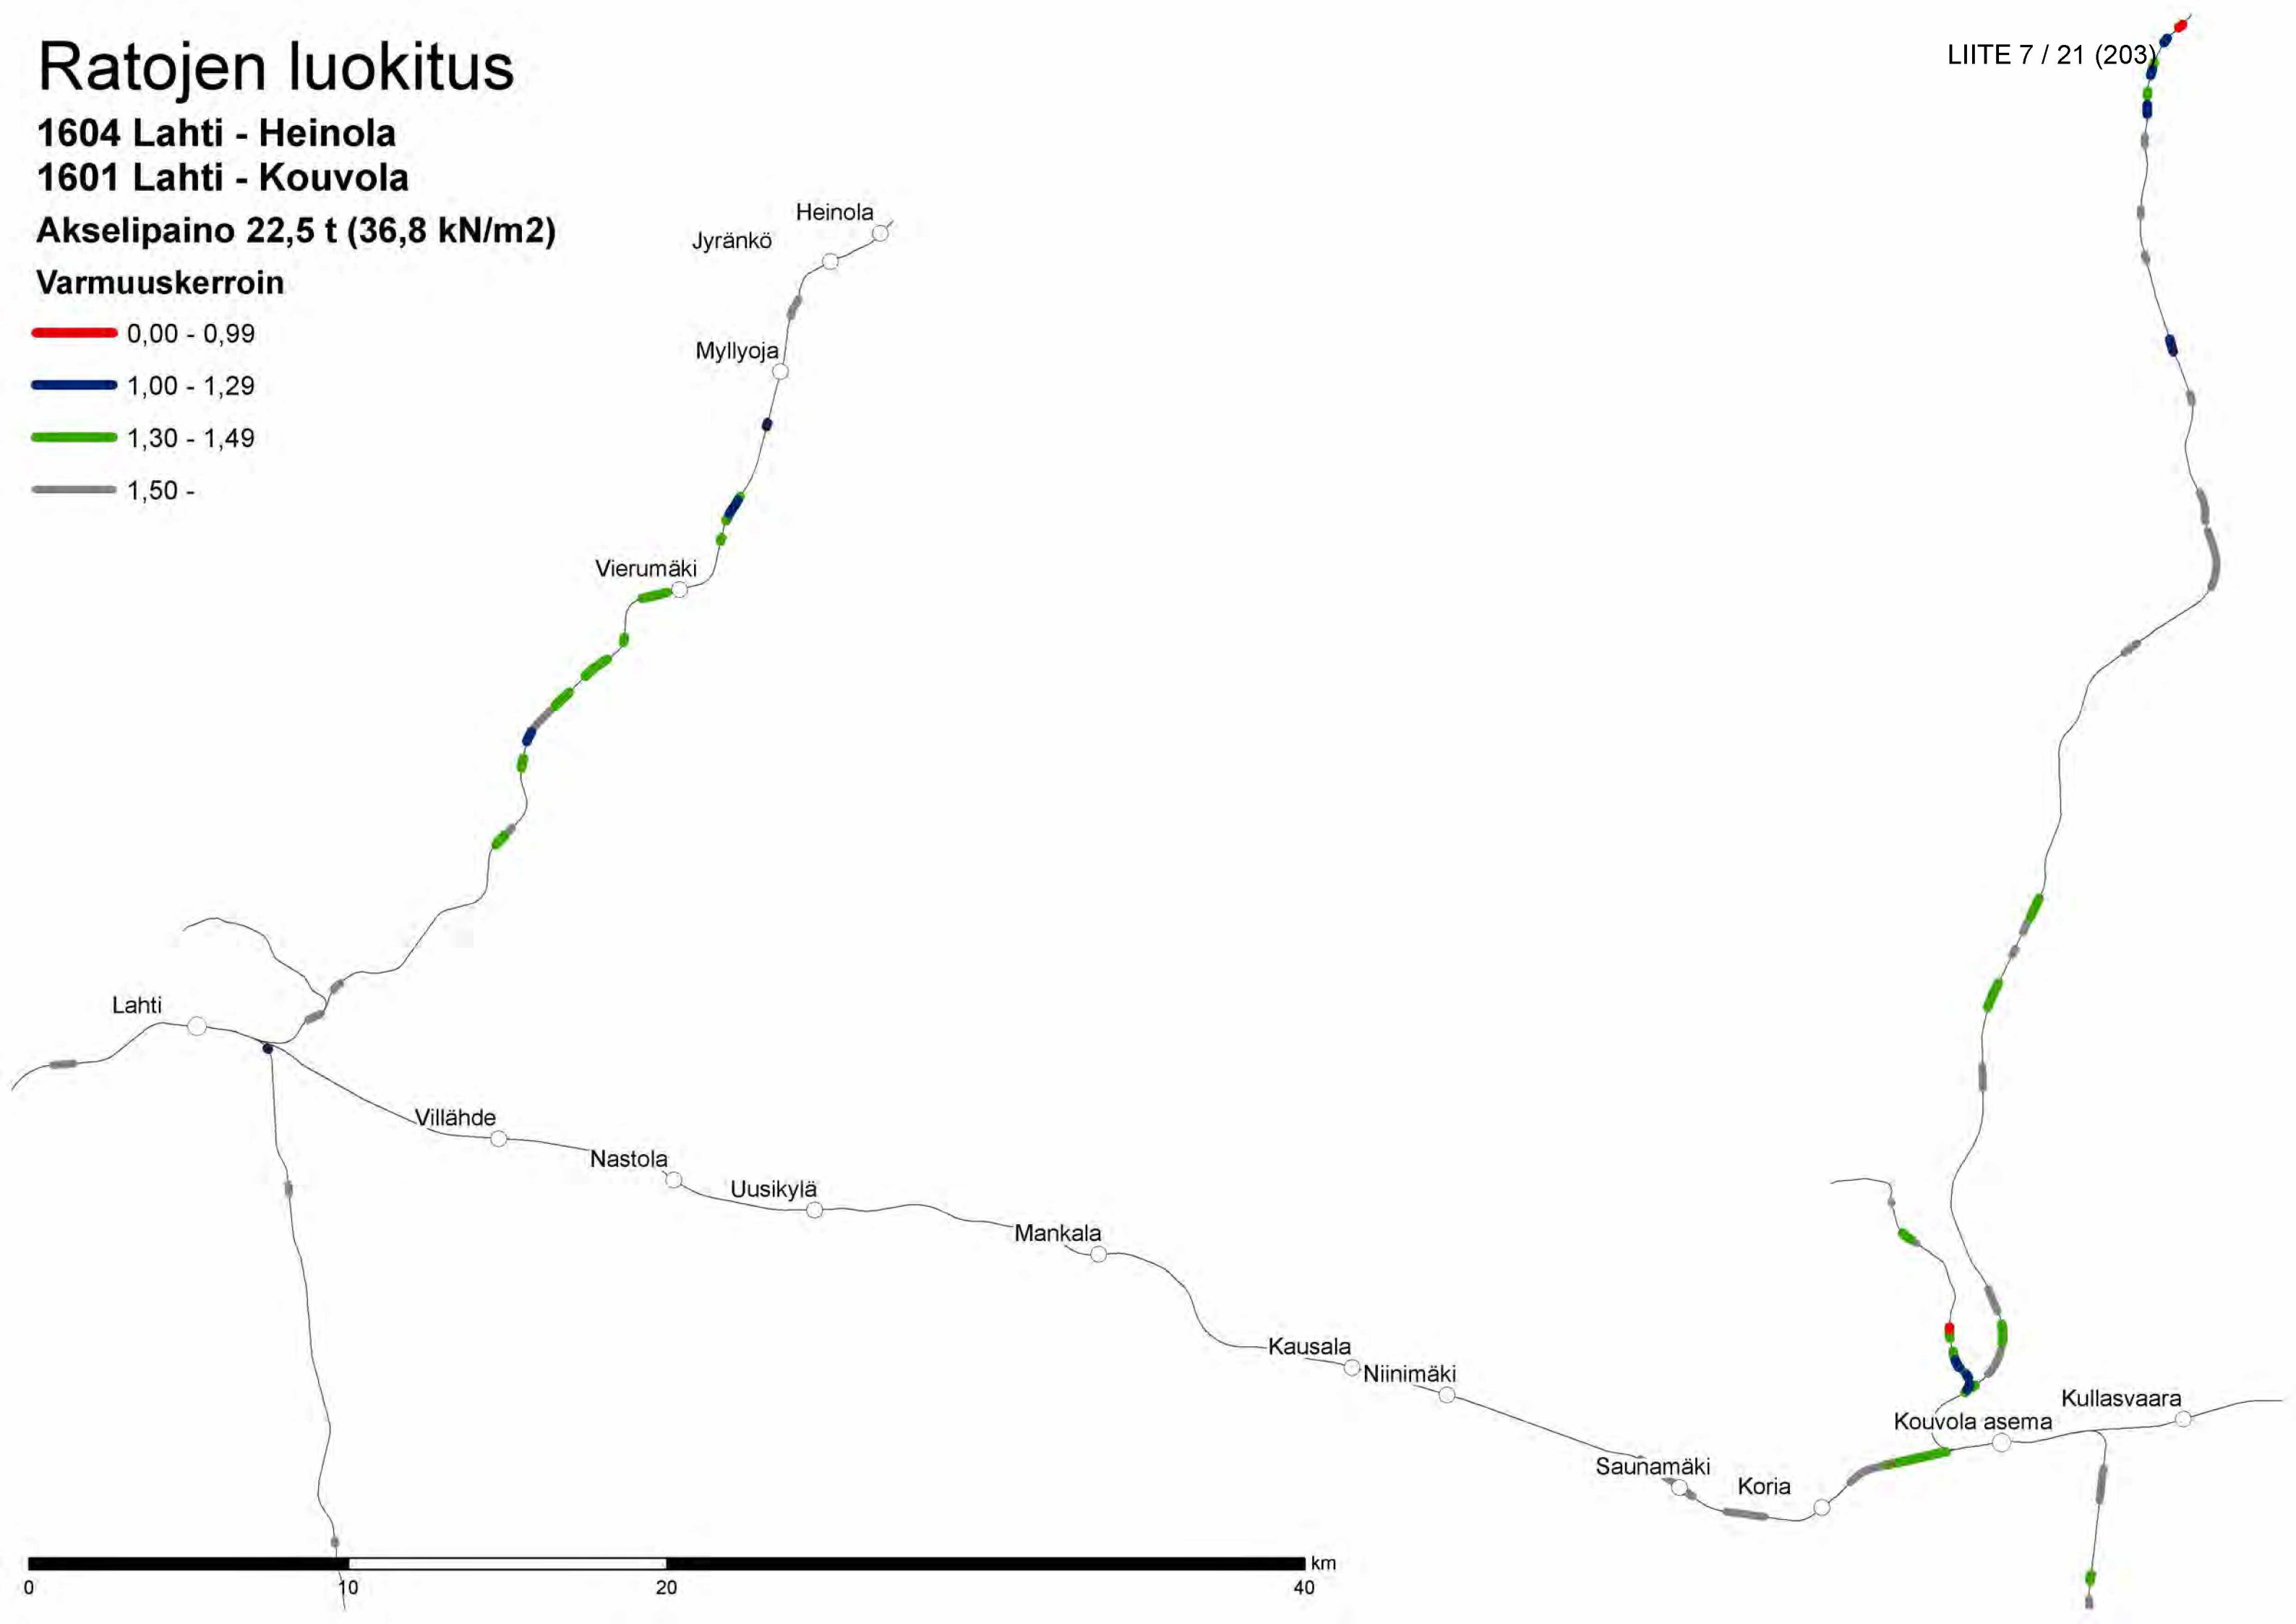 Ratojen luokitus
LIITE 7 / 21 (203)
1604 Lahti - Heinola
1601 Lahti - Kouvola
Akselipaino 22,5 t (36,8 kN/m2)
Varmuuskerroin
0,00 - 0,99
1,00 - 1,29
1,30 - 1,49
1,50 -
Heinola
Jyränkö
Myllyoja
Vierumäki
Lahti
Villähde
Nastola
Uusikylä
Mankala
Kausala
Niinimäki
Saunamäki
Koria
Kouvola asema
Kullasvaara
km
0 10 20 40